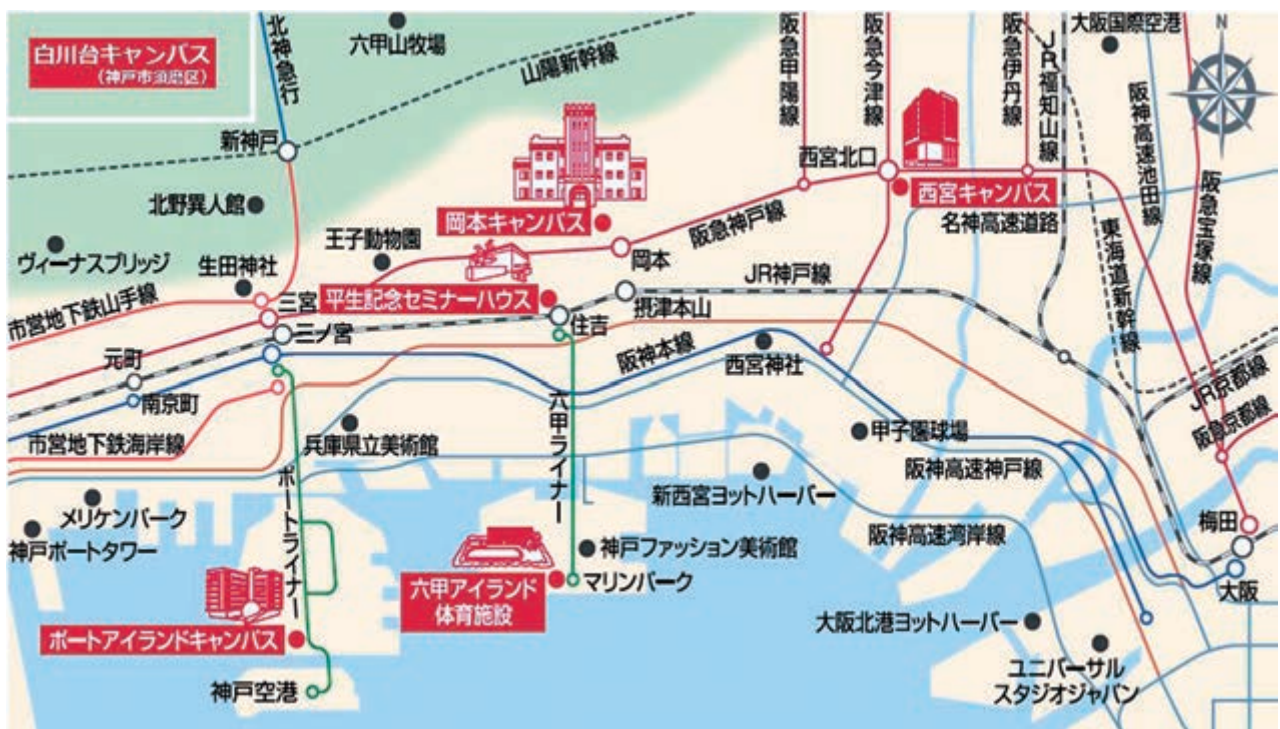 白川台キャンパス
(神戸市須磨区)
北神急行
六甲山牧場
山陽新幹線
阪急甲陽線
阪急今津線
阪急伊丹線
JR福知山線
大阪国際空港
N
阪神高速池田線
阪急宝塚線
新神戸
西宮北口
北野異人館
岡本キャンパス
西宮キャンパス
名神高速道路
東海道新幹線
ヴィーナスブリッジ
王子動物園
岡本
阪急神戸線
生田神社
JR神戸線
市営地下鉄山手線
三宮
平生記念セミナーハウス
摂津本山
三ノ宮
住吉
元町
阪神本線
西宮神社
JR京都線
南京町
阪急京都線
市営地下鉄海岸線
兵庫県立美術館
六甲ライナー
甲子園球場
阪神高速神戸線
ポートライナー
新西宮ヨットハーバー
メリケンパーク
阪神高速湾岸線
梅田
神戸ポートタワー
神戸ファッション美術館
六甲アイランド
体育施設
マリンパーク
大阪
ポートアイランドキャンパス
大阪北港ヨットハーバー
神戸空港
ユニバーサル
スタジオジャパン